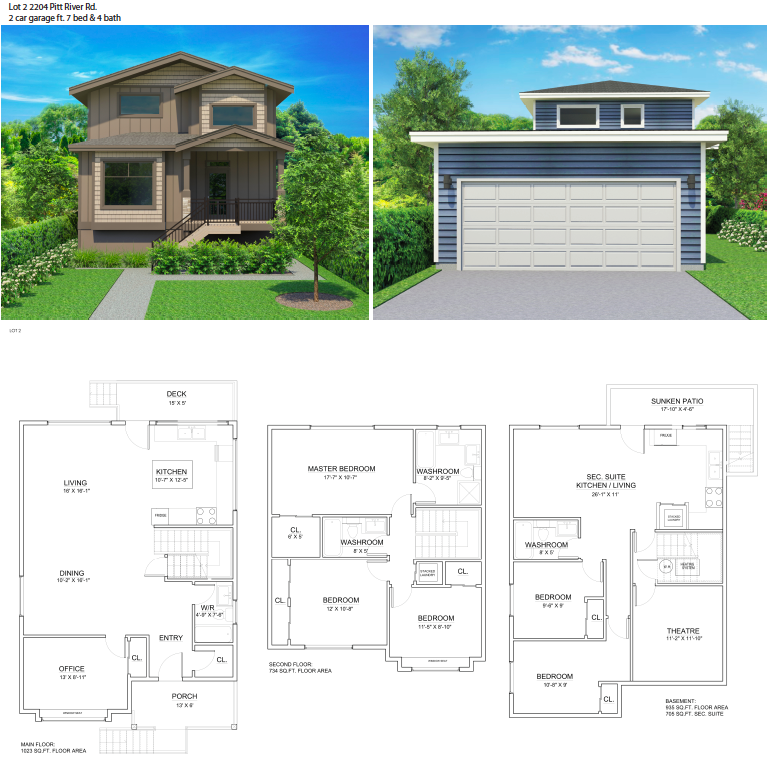 Lot 2 2204 Pitt River Rd.
2 car garage ft. 7 bed & 4 bath
LOT 2
DECK
15' X 5'
KITCHEN
10'-7" X 12'-5"
LIVING
16' X 16'-1"
FRIDGE
DINING
10'-2" X 16'-1"
W/R
4'-9" X 7'-6"
ENTRY
CL.
CL.
OFFICE
13' X 8'-11"
PORCH
13' X 6'
MAIN FLOOR:
1023 SQ.FT. FLOOR AREA
MASTER BEDROOM
17'-7" X 10'-7"
WASHROOM
8'-2" X 9'-5"
CL.
6' X 5'
WASHROOM
8' X 5'
STACKED
LAUNDRY
CL.
CL.
BEDROOM
12' X 10'-8"
BEDROOM
11'-5" X 8'-10"
SECOND FLOOR:
734 SQ.FT. FLOOR AREA
SUNKEN PATIO
17'-10" X 4'-6"
FRIDGE
SEC. SUITE
KITCHEN / LIVING
26'-1" X 11'
STACKED
LAUNDRY
WASHROOM
8' X 5'
HEATING
SYSTEM
BEDROOM
9'-6" X 9'
CL.
THEATRE
11'-2" X 11'-10"
BEDROOM
10'-8" X 9'
CL.
BASEMENT:
935 SQ.FT. FLOOR AREA
705 SQ.FT. SEC. SUITE